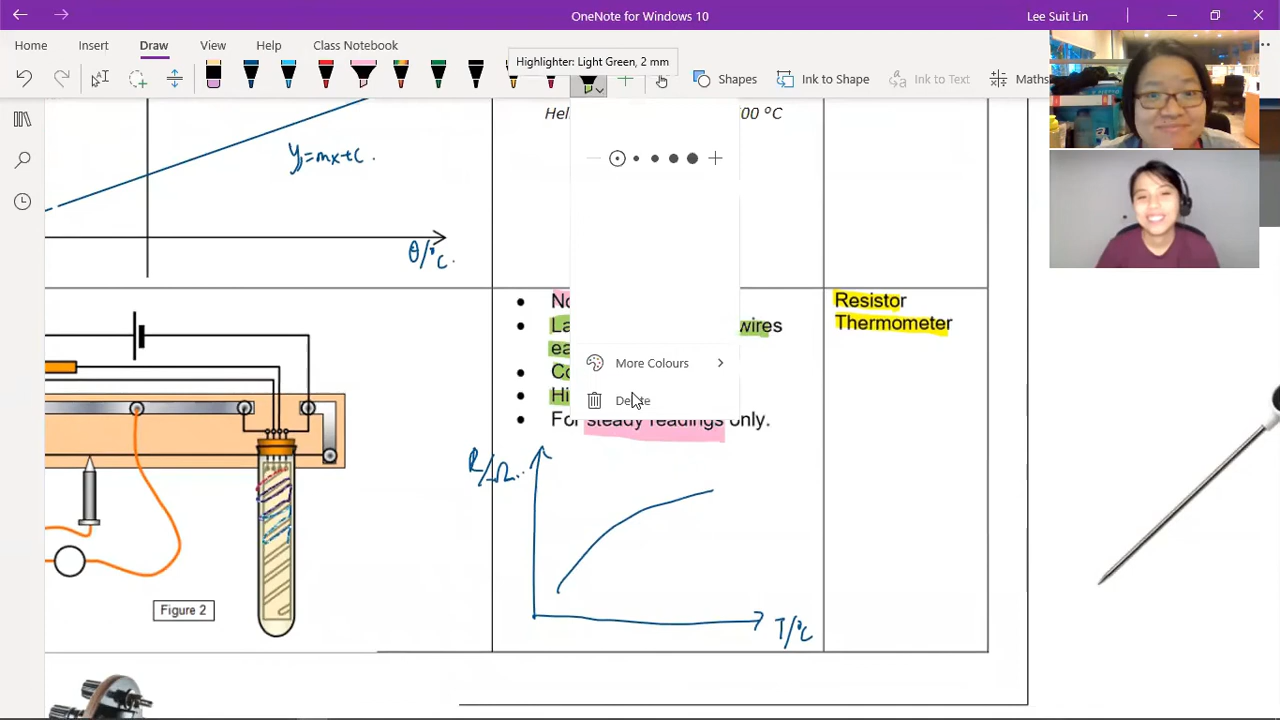 OneNote for Windows 10
Lee Suit Lin
Home Insert Draw View Help Class Notebook
Highlighter: Light Green, 2 mm
Shapes Ink to Shape Ink to Text Maths
Hel 00 °C
y=mx+c.
θ/°C.
No
La wires
ea
Co
Hi
For steady readings only.
More Colours
Delete
Resistor
Thermometer
R/Ω.
T/°C
Figure 2